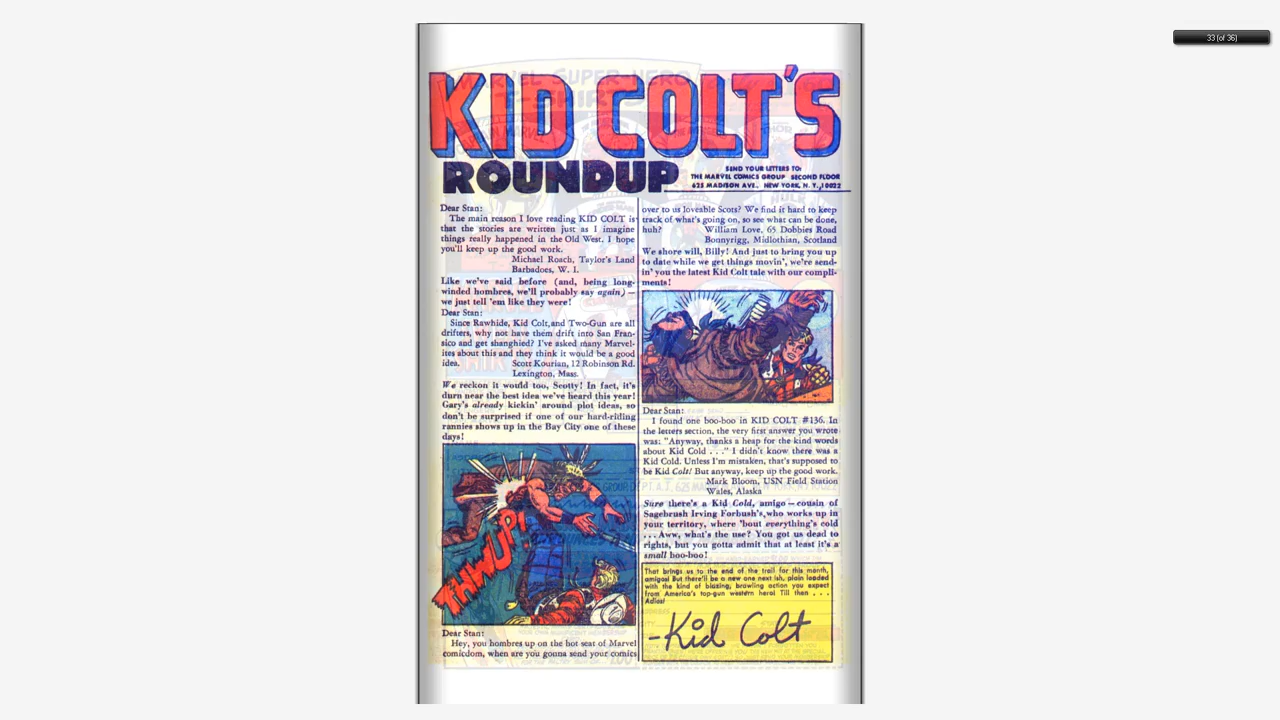 33 (of 36)
KID COLT'S
ROUNDUP
SEND YOUR LETTERS TO:
THE MARVEL COMICS GROUP SECOND FLOOR
625 MADISON AVE., NEW YORK, N. Y., 10022
Dear Stan:
The main reason I love reading KID COLT is
that the stories are written just as I imagine
things really happened in the Old West. I hope
you'll keep up the good work.
Michael Roach, Taylor's Land
Barbadoes, W. I.
Like we've said before (and, being long-
winded hombres, we'll probably say again) —
we just tell 'em like they were!
Dear Stan:
Since Rawhide, Kid Colt, and Two-Gun are all
drifters, why not have them drift into San Fran-
sico and get shanghied? I've asked many Marvel-
ites about this and they think it would be a good
idea. Scott Kourian, 12 Robinson Rd.
Lexington, Mass.
We reckon it would too, Scotty! In fact, it's
durn near the best idea we've heard this year!
Gary's already kickin' around plot ideas, so
don't be surprised if one of our hard-riding
rannies shows up in the Bay City one of these
days!
THWUP!
Dear Stan:
Hey, you hombres up on the hot seat of Marvel
comicdom, when are you gonna send your comics
over to us loveable Scots? We find it hard to keep
track of what's going on, so see what can be done,
huh? William Love, 65 Dobbies Road
Bonnyrigg, Midlothian, Scotland
We shore will, Billy! And just to bring you up
to date while we get things movin', we're send-
in' you the latest Kid Colt tale with our compli-
ments!
Dear Stan:
I found one boo-boo in KID COLT #136. In
the letters section, the very first answer you wrote
was: "Anyway, thanks a heap for the kind words
about Kid Cold . . ." I didn't know there was a
Kid Cold. Unless I'm mistaken, that's supposed to
be Kid Colt! But anyway, keep up the good work.
Mark Bloom, USN Field Station
Wales, Alaska
Sure there's a Kid Cold, amigo — cousin of
Sagebrush Irving Forbush's, who works up in
your territory, where 'bout everything's cold
. . . Aww, what's the use? You got us dead to
rights, but you gotta admit that at least it's a
small boo-boo!
That brings us to the end of the trail for this month,
amigos! But there'll be a new one next ish, plain loaded
with the kind of blazing, brawling action you expect
from America's top-gun western hero! Till then . . .
Adios!
-Kid Colt